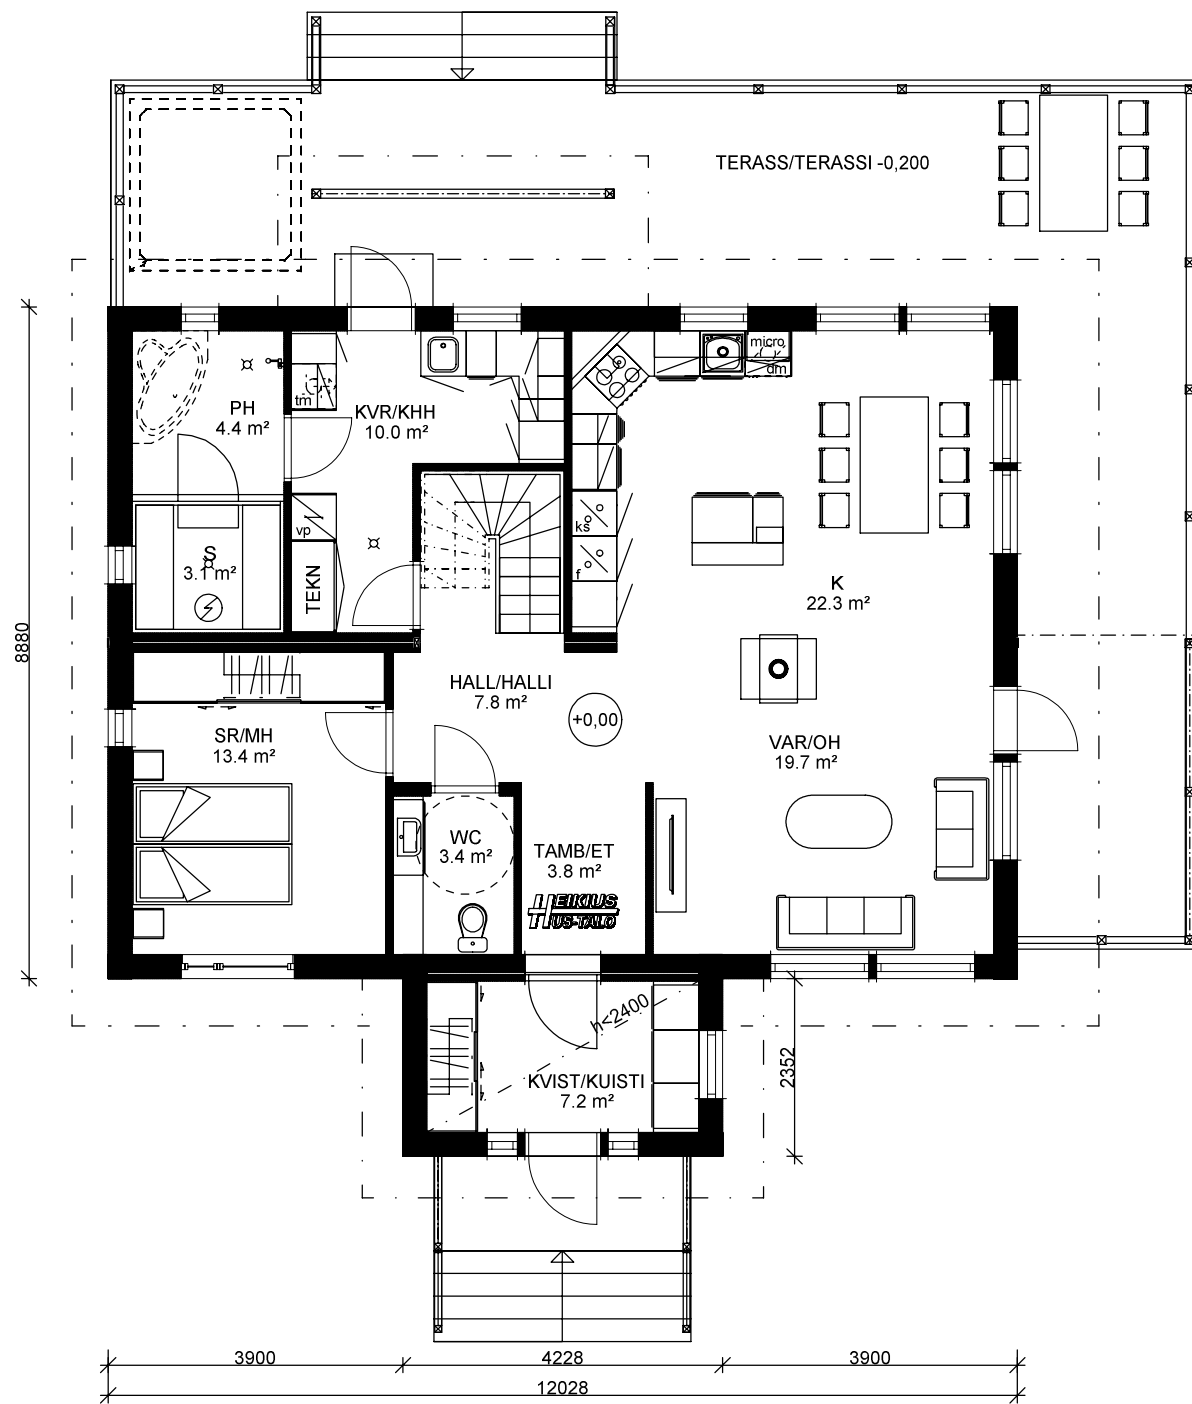 TERASS/TERASSI -0,200
micro
dm
tm
PH
4.4 m²
KVR/KHH
10.0 m²
vp
TEKN
S
3.1 m²
ks
f
K
22.3 m²
8880
HALL/HALLI
7.8 m²
+0,00
SR/MH
13.4 m²
VAR/OH
19.7 m²
WC
3.4 m²
TAMB/ET
3.8 m²
HEIKIUS
HUS-TALO
h<2400
KVIST/KUISTI
7.2 m²
2352
3900
4228
3900
12028